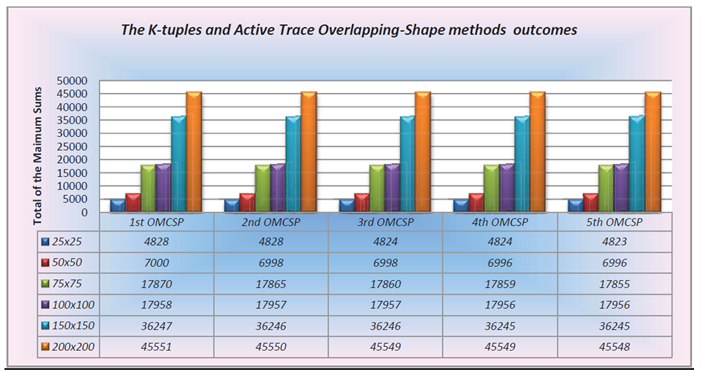 The K-tuples and Active Trace Overlapping-Shape methods outcomes
Total of the Maimum Sums
50000
45000
40000
35000
30000
25000
20000
15000
10000
5000
0
1st OMCSP 2nd OMCSP 3rd OMCSP 4th OMCSP 5th OMCSP
25x25 4828 4828 4824 4824 4823
50x50 7000 6998 6998 6996 6996
75x75 17870 17865 17860 17859 17855
100x100 17958 17957 17957 17956 17956
150x150 36247 36246 36246 36245 36245
200x200 45551 45550 45549 45549 45548